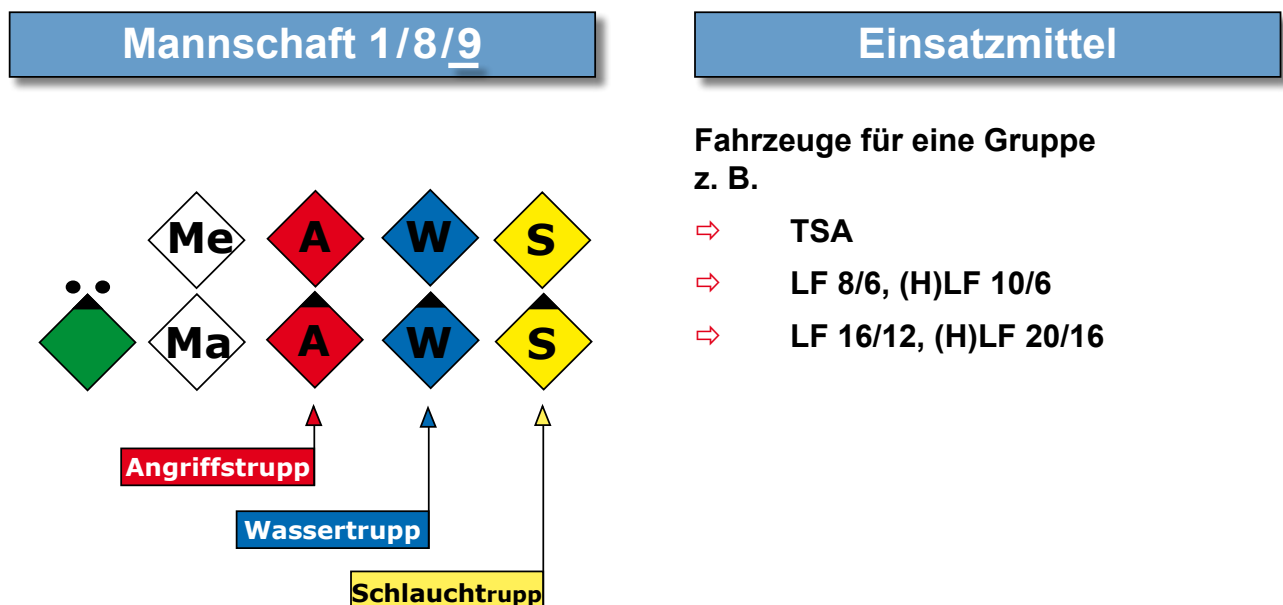 Mannschaft 1/8/9
Me A W S
Ma A W S
Angriffstrupp
Wassertrupp
Schlauchtrupp
Einsatzmittel
Fahrzeuge für eine Gruppe
z. B.
⇨ TSA
⇨ LF 8/6, (H)LF 10/6
⇨ LF 16/12, (H)LF 20/16